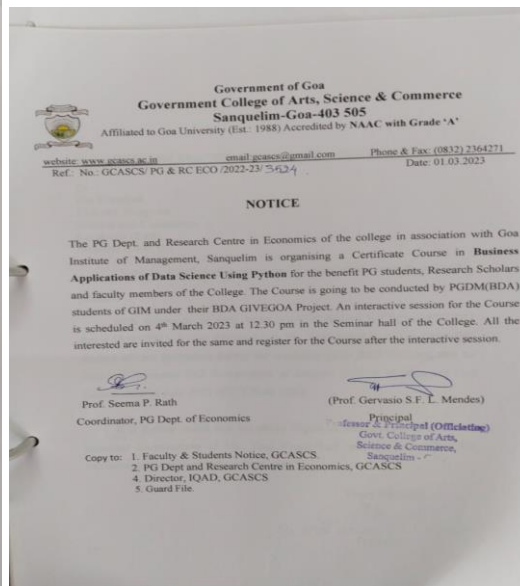 Government of Goa
Government College of Arts, Science & Commerce
Sanquelim-Goa-403 505
Affiliated to Goa University (Est.: 1988) Accredited by NAAC with Grade 'A'
website: www.gcascs.ac.in email gcascs@gmail.com Phone & Fax: (0832) 2364271
Ref.: No.: GCASCS/ PG & RC ECO /2022-23/ 3524 . Date: 01.03.2023
NOTICE
The PG Dept. and Research Centre in Economics of the college in association with Goa
Institute of Management, Sanquelim is organising a Certificate Course in Business
Applications of Data Science Using Python for the benefit PG students, Research Scholars
and faculty members of the College. The Course is going to be conducted by PGDM(BDA)
students of GIM under their BDA GIVEGOA Project. An interactive session for the Course
is scheduled on 4th March 2023 at 12.30 pm in the Seminar hall of the College. All the
interested are invited for the same and register for the Course after the interactive session.
Prof. Seema P. Rath
Coordinator, PG Dept. of Economics
(Prof. Gervasio S.F. L. Mendes)
Principal
Professor & Principal (Officiating)
Govt. College of Arts,
Science & Commerce,
Sanquelim -
Copy to: 1. Faculty & Students Notice, GCASCS.
2. PG Dept and Research Centre in Economics, GCASCS
4. Director, IQAD, GCASCS
5. Guard File.